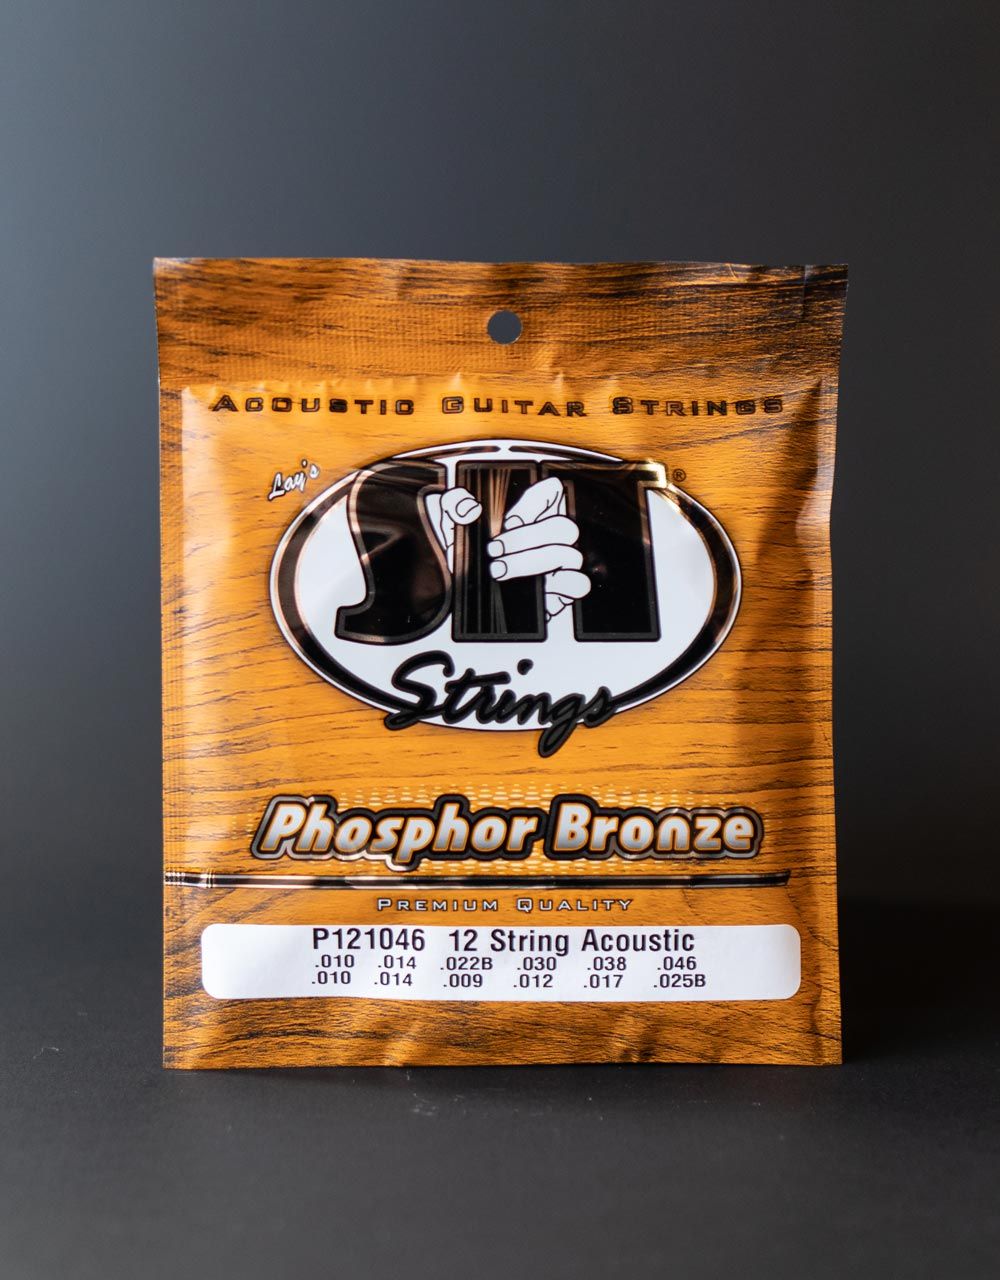 Acoustic Guitar Strings
Lay's
SIT®
Strings
Phosphor Bronze
Premium Quality
P121046 12 String Acoustic
.010 .014 .022B .030 .038 .046
.010 .014 .009 .012 .017 .025B